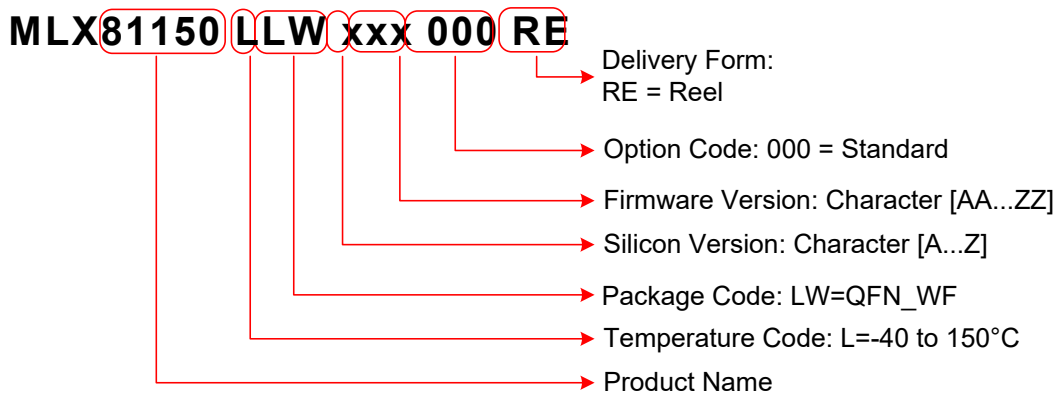 MLX81150 LLW xxx 000 RE
Delivery Form:
RE = Reel
Option Code: 000 = Standard
Firmware Version: Character [AA...ZZ]
Silicon Version: Character [A...Z]
Package Code: LW=QFN_WF
Temperature Code: L=-40 to 150°C
Product Name